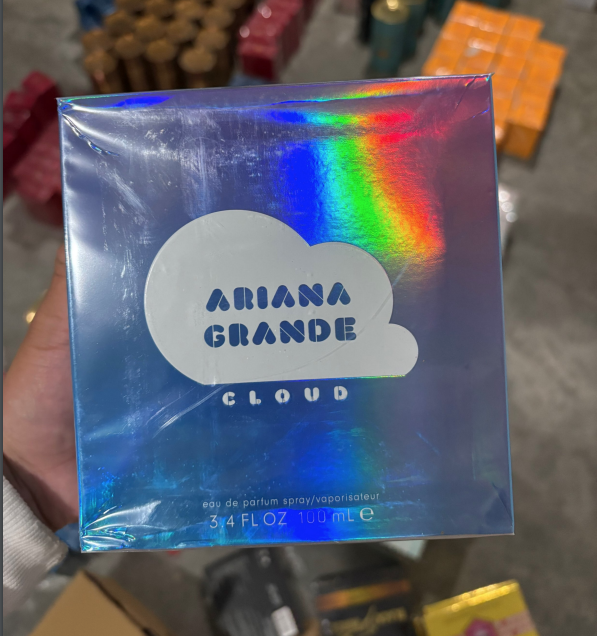 ARIANA
GRANDE
CLOUD
eau de parfum spray/vaporisateur
3.4 FL OZ 100 mL ℮